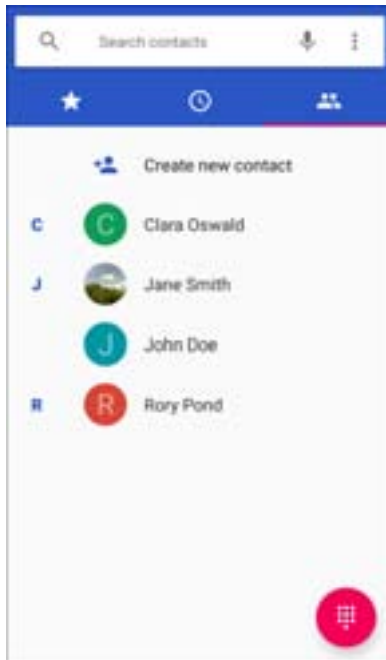 Search contacts
Create new contact
C
C
Clara Oswald
J
Jane Smith
J
John Doe
R
R
Rory Pond